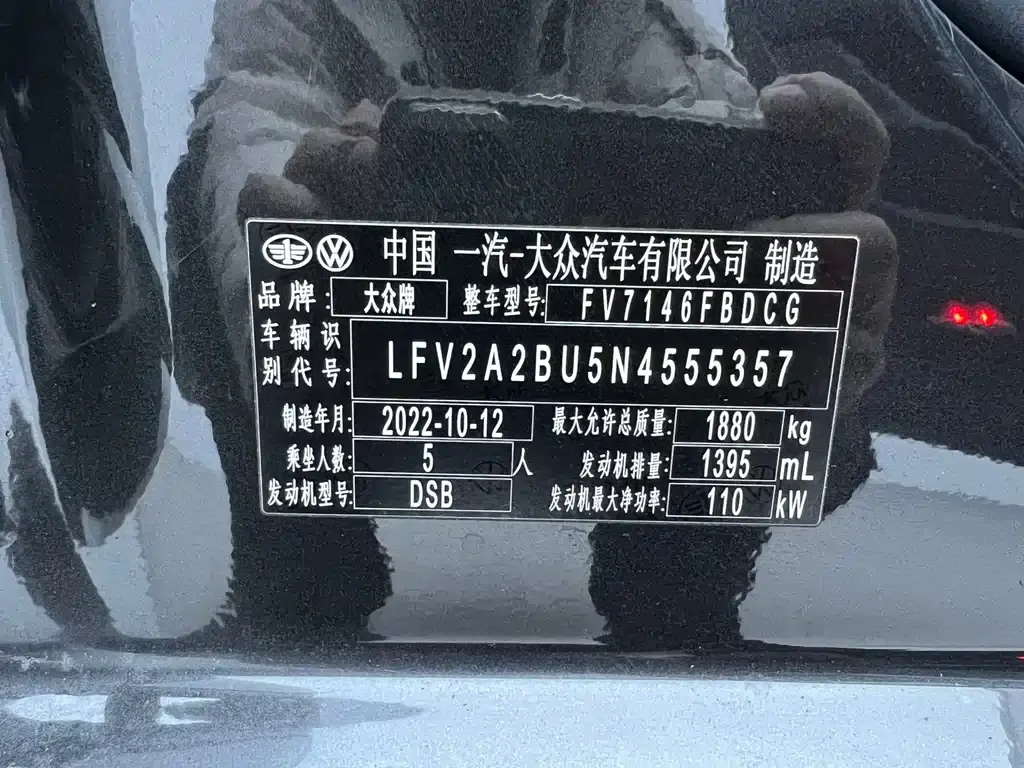 中国 一汽-大众汽车有限公司 制造
品牌: 大众牌 整车型号: FV7146FBDCG
车辆识别代号: LFV2A2BU5N4555357
制造年月: 2022-10-12 最大允许总质量: 1880 kg
乘坐人数: 5 人 发动机排量: 1395 mL
发动机型号: DSB 发动机最大净功率: 110 kW